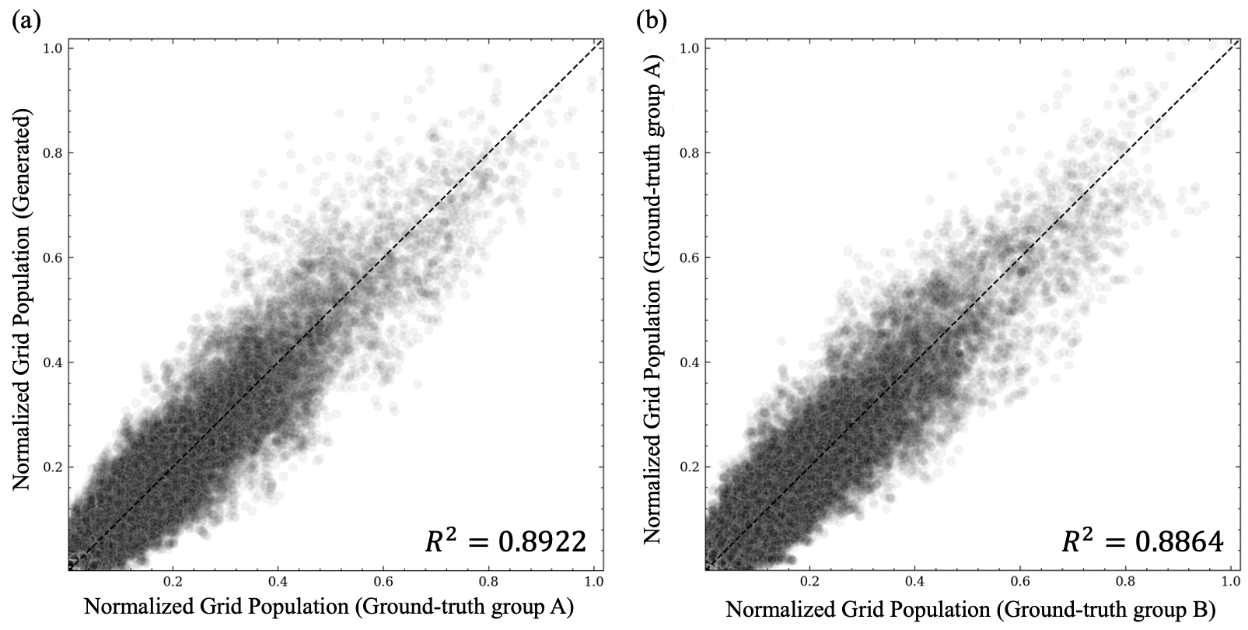 (a)
1.0
0.8
0.6
0.4
0.2
0.2 0.4 0.6 0.8 1.0
Normalized Grid Population (Generated)
Normalized Grid Population (Ground-truth group A)
R² = 0.8922
(b)
1.0
0.8
0.6
0.4
0.2
0.2 0.4 0.6 0.8 1.0
Normalized Grid Population (Ground-truth group A)
Normalized Grid Population (Ground-truth group B)
R² = 0.8864